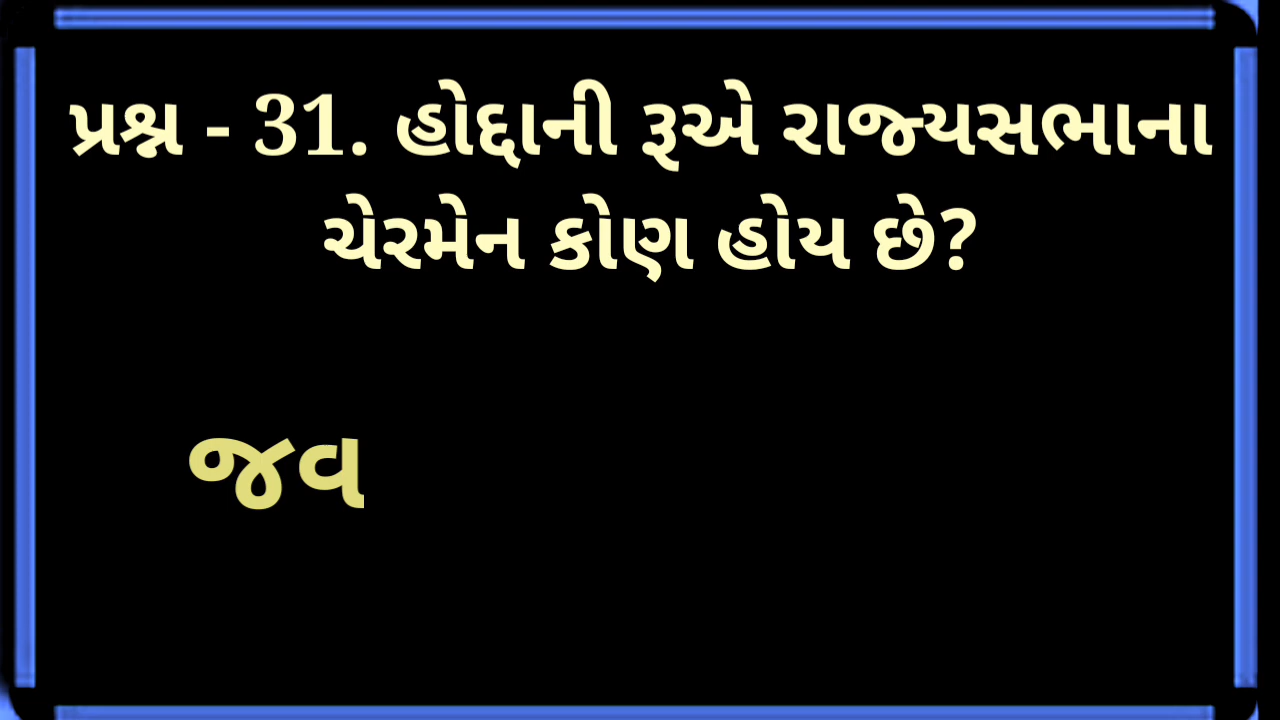 પ્રશ્ન - 31. હોદ્દાની રૂએ રાજ્યસભાના
ચેરમેન કોણ હોય છે?
જવ